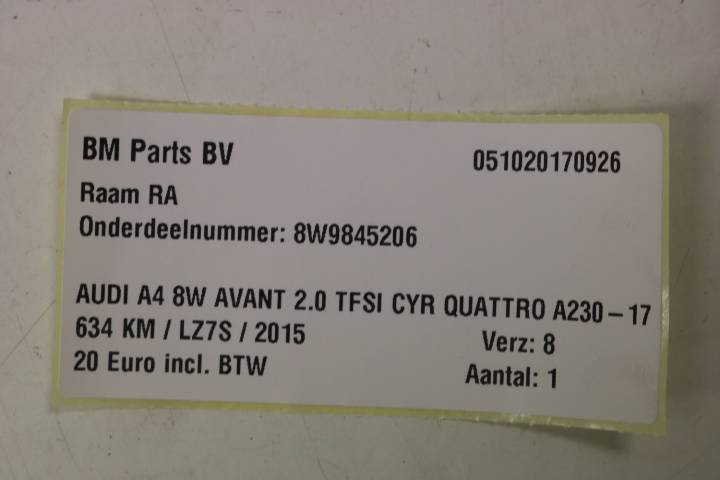 BM Parts BV 051020170926
Raam RA
Onderdeelnummer: 8W9845206
AUDI A4 8W AVANT 2.0 TFSI CYR QUATTRO A230-17
634 KM / LZ7S / 2015 Verz: 8
20 Euro incl. BTW Aantal: 1